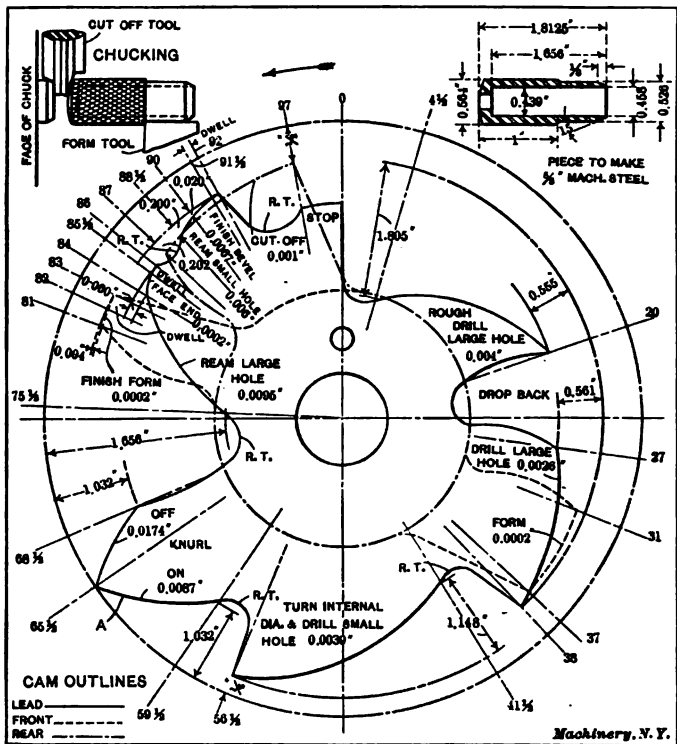 CUT OFF TOOL
CHUCKING
FACE OF CHUCK
FORM TOOL
1.8125"
1.656"
⅛"
0.564"
0.439"
0.455
0.526
1"
15°
PIECE TO MAKE
⅝" MACH. STEEL
97
0
4½
DWELL
92
91½
90
88½
87
86
85½
84
83
82
81
0.020"
0.200"
R. T.
0.202
R. T.
CUT-OFF
0.001"
STOP
FINISH BEVEL
0.0067"
REAM SMALL HOLE
0.006"
DWELL
FACE END
0.0002"
DWELL
0.060"
0.094"
FINISH FORM
0.0002"
REAM LARGE
HOLE
0.0095"
1.805"
0.555"
20
ROUGH
DRILL
LARGE HOLE
0.004"
DROP BACK
0.561"
75½
1.656"
R. T.
1.032"
DRILL LARGE
HOLE 0.0026"
27
31
FORM
0.0002
OFF
0.0174"
KNURL
ON
0.0087"
66½
65½
A
R. T.
1.032"
TURN INTERNAL
DIA. & DRILL SMALL
HOLE 0.0039"
R. T.
1.148"
37
38
41½
59½
56½
CAM OUTLINES
LEAD
FRONT
REAR
Machinery, N. Y.